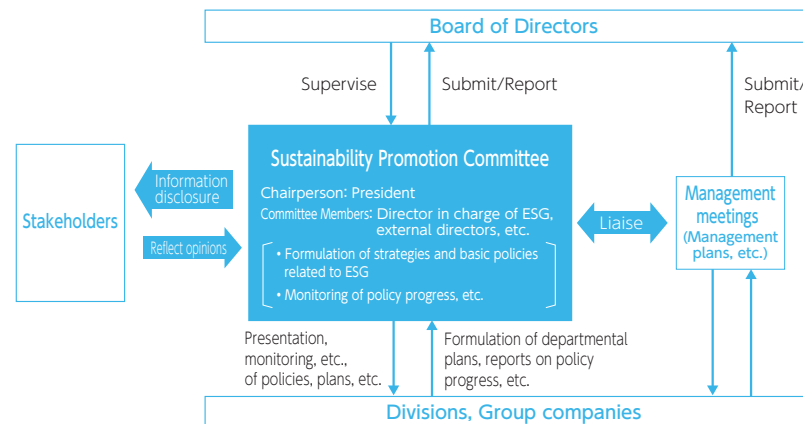 Board of Directors
Supervise
Submit/Report
Submit/
Report
Sustainability Promotion Committee
Chairperson: President
Committee Members: Director in charge of ESG,
external directors, etc.
• Formulation of strategies and basic policies
related to ESG
• Monitoring of policy progress, etc.
Stakeholders
Information
disclosure
Reflect opinions
Liaise
Management
meetings
(Management
plans, etc.)
Presentation,
monitoring, etc.,
of policies, plans, etc.
Formulation of departmental
plans, reports on policy
progress, etc.
Divisions, Group companies